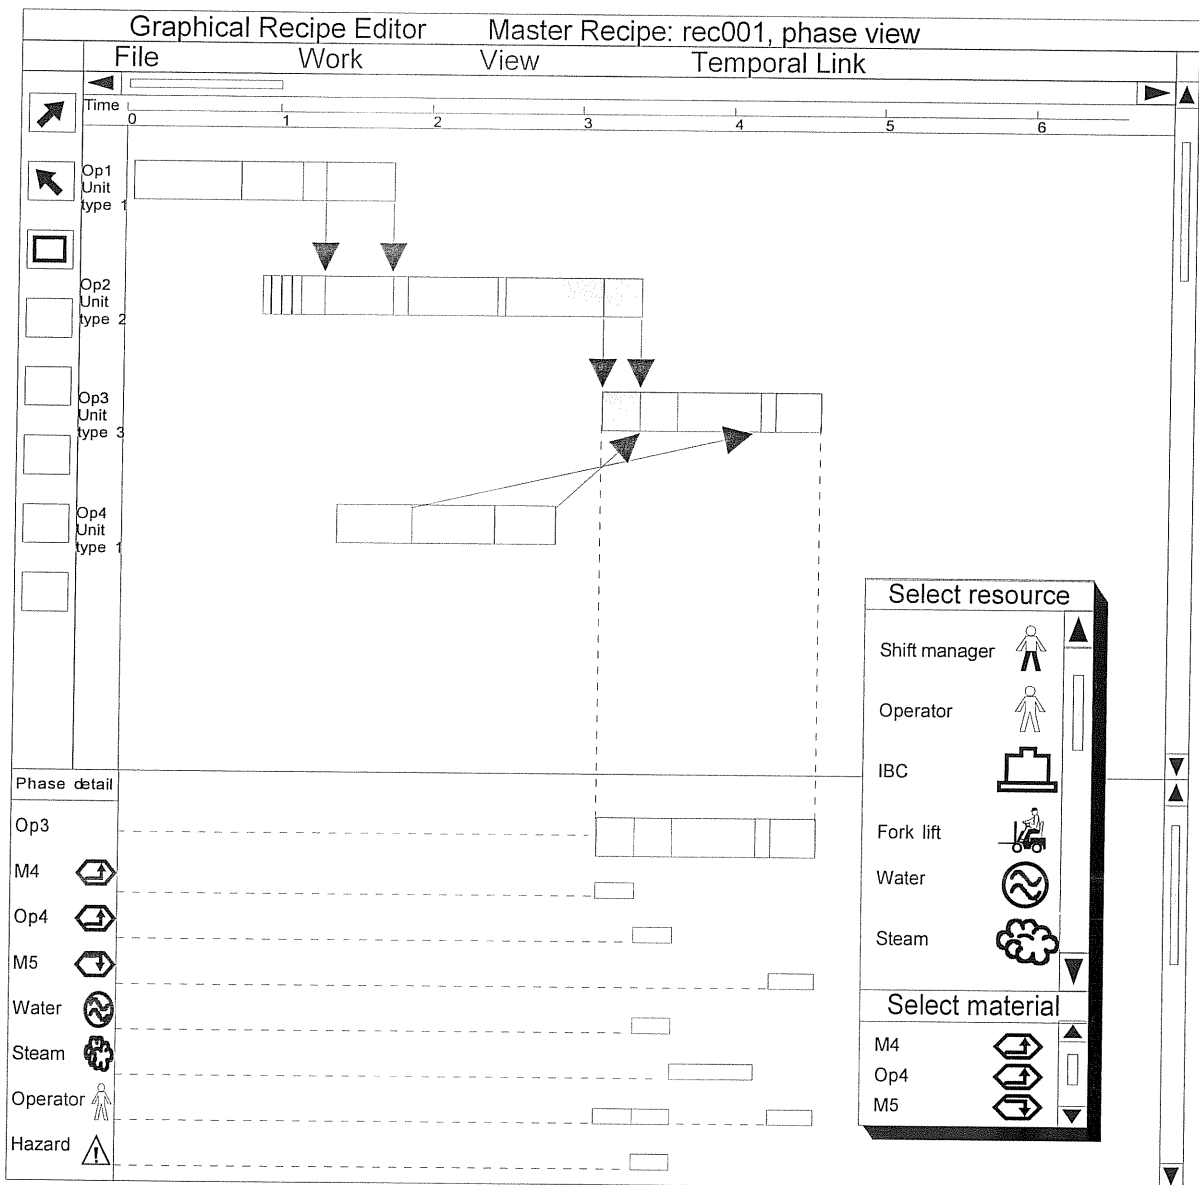 Graphical Recipe Editor Master Recipe: rec001, phase view
File Work View Temporal Link
Time
0 1 2 3 4 5 6
Op1
Unit
type 1
Op2
Unit
type 2
Op3
Unit
type 3
Op4
Unit
type 1
Select resource
Shift manager
Operator
IBC
Fork lift
Water
Steam
Select material
M4
Op4
M5
Phase detail
Op3
M4
Op4
M5
Water
Steam
Operator
Hazard
!